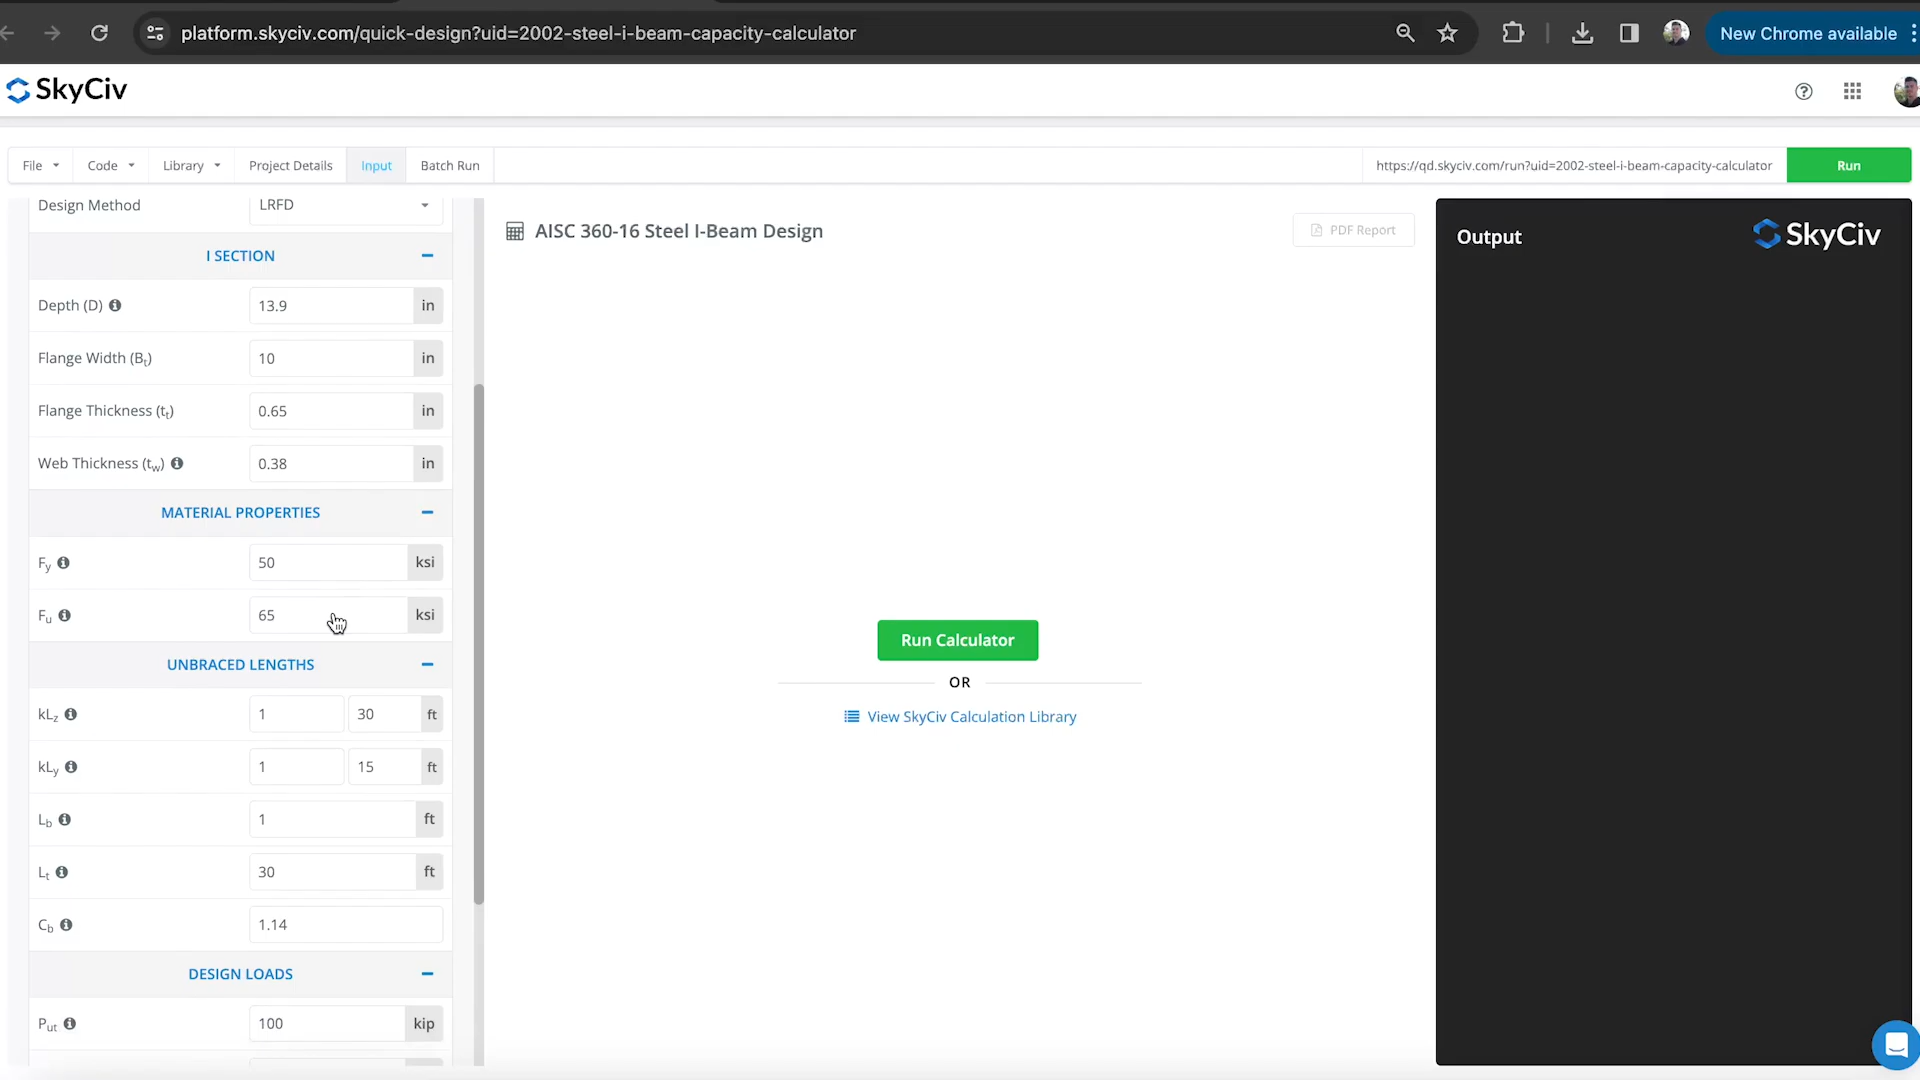 platform.skyciv.com/quick-design?uid=2002-steel-i-beam-capacity-calculator
New Chrome available
SkyCiv
File
Code
Library
Project Details
Input
Batch Run
https://qd.skyciv.com/run?uid=2002-steel-i-beam-capacity-calculator
Run
Design Method LRFD
I SECTION
Depth (D) 13.9 in
Flange Width (Bt) 10 in
Flange Thickness (tt) 0.65 in
Web Thickness (tw) 0.38 in
MATERIAL PROPERTIES
Fy 50 ksi
Fu 65 ksi
UNBRACED LENGTHS
kLz 1 30 ft
kLy 1 15 ft
Lb 1 ft
Lt 30 ft
Cb 1.14
DESIGN LOADS
Put 100 kip
AISC 360-16 Steel I-Beam Design
PDF Report
Run Calculator
OR
View SkyCiv Calculation Library
Output
SkyCiv